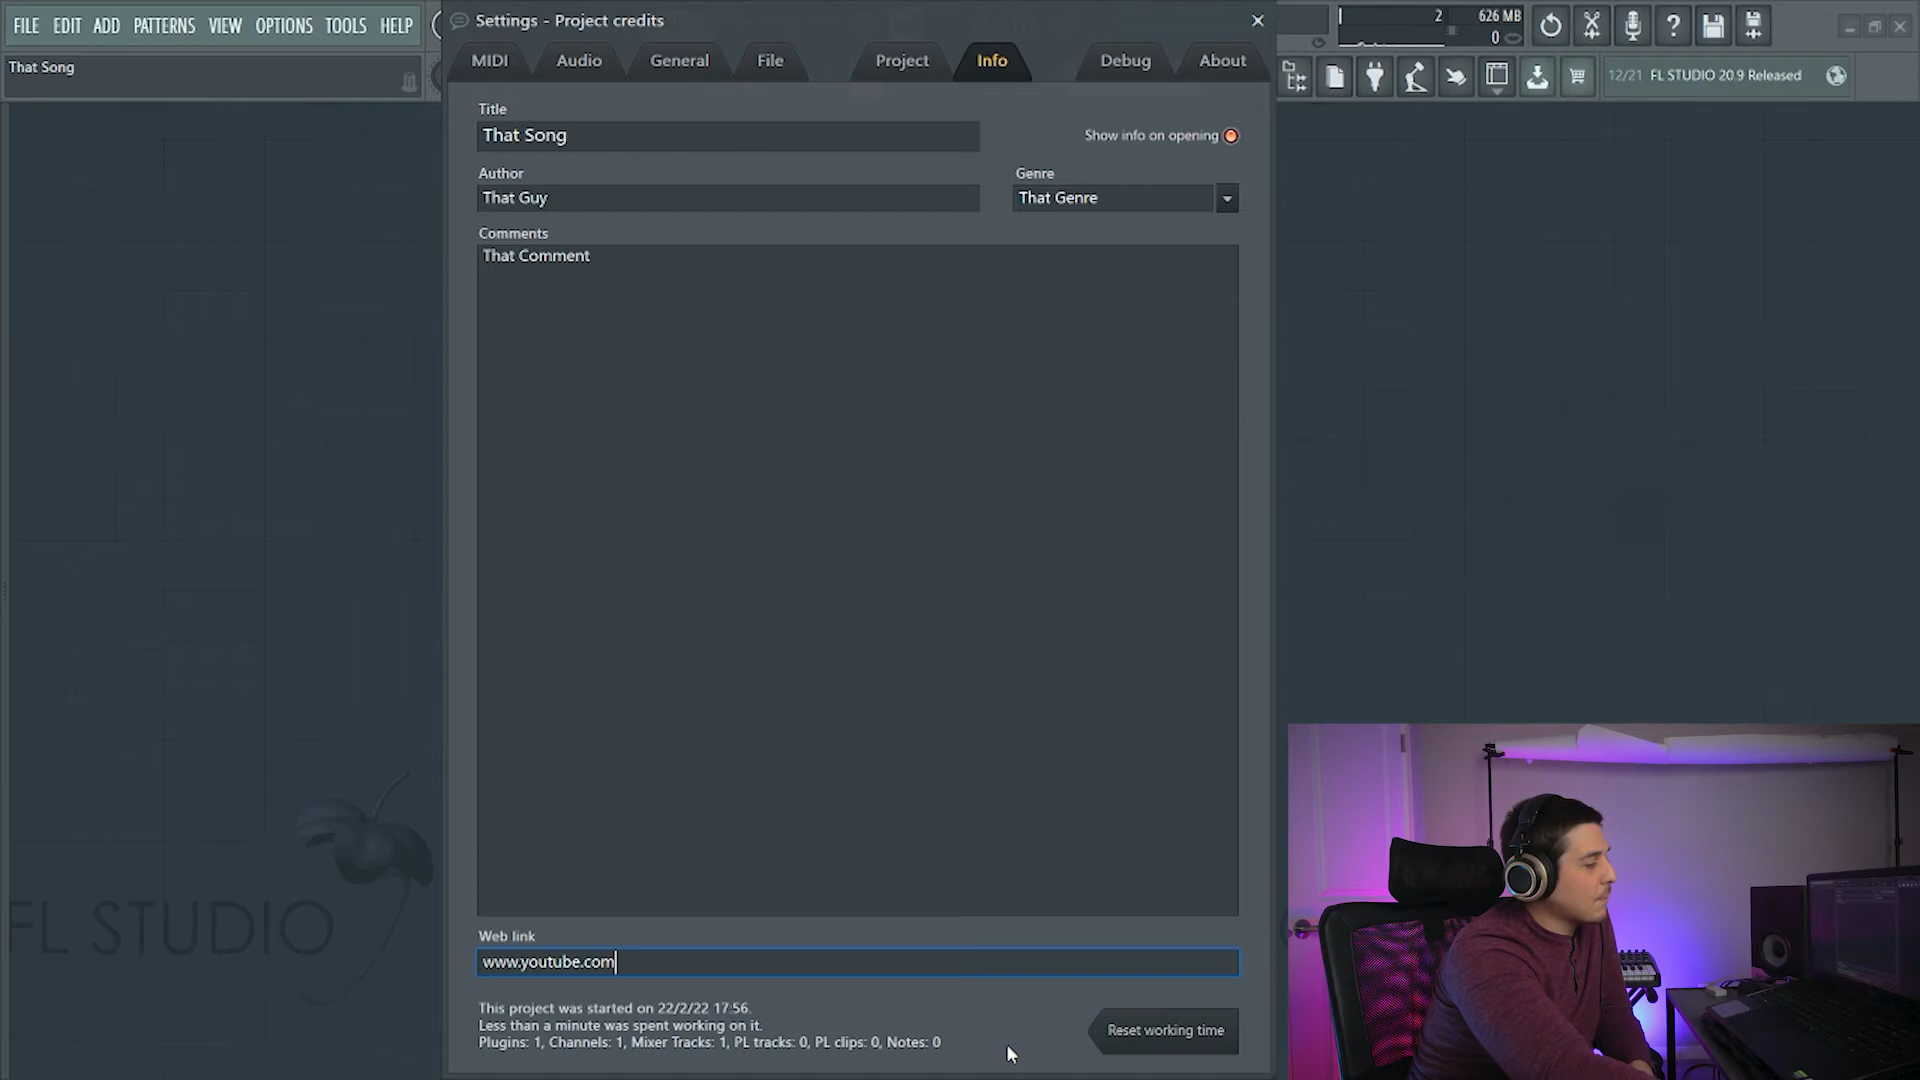 FILE EDIT ADD PATTERNS VIEW OPTIONS TOOLS HELP
That Song
Settings - Project credits
MIDI Audio General File Project Info Debug About
2 626 MB
0
12/21 FL STUDIO 20.9 Released
Title
That Song
Show info on opening
Author
That Guy
Genre
That Genre
Comments
That Comment
FL STUDIO
Web link
www.youtube.com
This project was started on 22/2/22 17:56.
Less than a minute was spent working on it.
Plugins: 1, Channels: 1, Mixer Tracks: 1, PL tracks: 0, PL clips: 0, Notes: 0
Reset working time